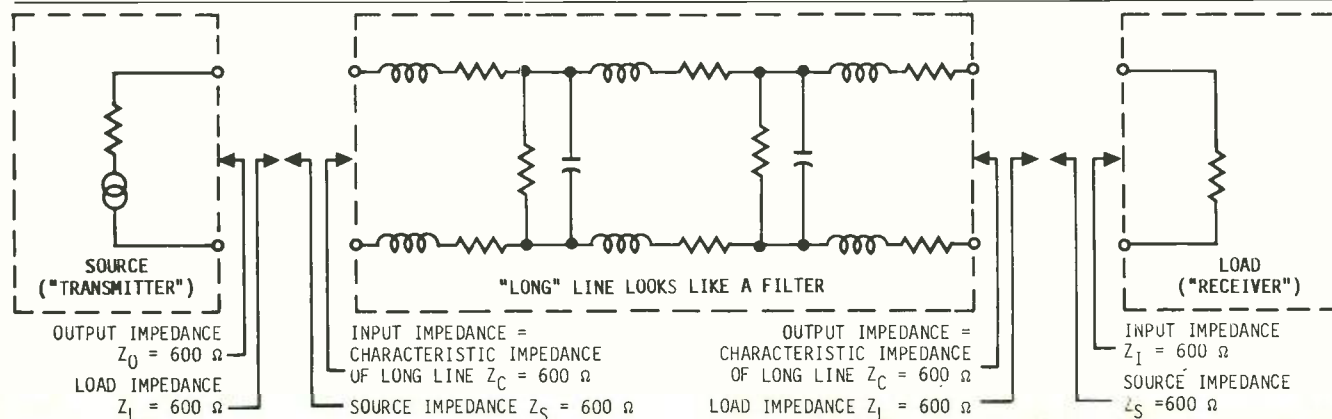 SOURCE
("TRANSMITTER")
"LONG" LINE LOOKS LIKE A FILTER
LOAD
("RECEIVER")
OUTPUT IMPEDANCE
Z_O = 600 Ω
LOAD IMPEDANCE
Z_L = 600 Ω
INPUT IMPEDANCE =
CHARACTERISTIC IMPEDANCE
OF LONG LINE Z_C = 600 Ω
SOURCE IMPEDANCE Z_S = 600 Ω
OUTPUT IMPEDANCE =
CHARACTERISTIC IMPEDANCE
OF LONG LINE Z_C = 600 Ω
LOAD IMPEDANCE Z_L = 600 Ω
INPUT IMPEDANCE
Z_I = 600 Ω
SOURCE IMPEDANCE
Z_S =600 Ω